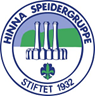 HINNA SPEIDERGRUPPE
STIFTET 1932